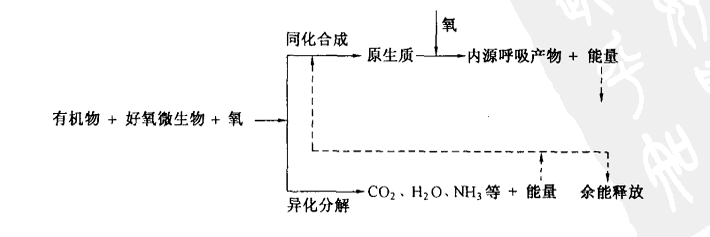 氧
同化合成
原生质 内源呼吸产物 + 能量
有机物 + 好氧微生物 + 氧
CO₂、H₂O、NH₃等 + 能量 余能释放
异化分解